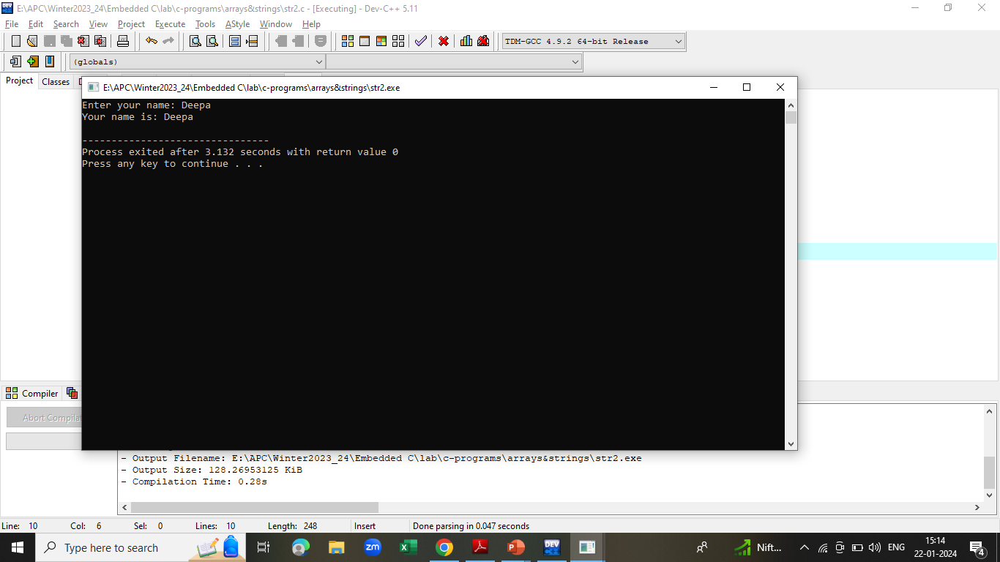 E:\APC\Winter2023_24\Embedded C\lab\c-programs\arrays&strings\str2.c - [Executing] - Dev-C++ 5.11
File Edit Search View Project Execute Tools AStyle Window Help
TDM-GCC 4.9.2 64-bit Release
(globals)
Project Classes
E:\APC\Winter2023_24\Embedded C\lab\c-programs\arrays&strings\str2.exe
Enter your name: Deepa
Your name is: Deepa
--------------------------------
Process exited after 3.132 seconds with return value 0
Press any key to continue . . .
Compiler
Abort Compilat
- Output Filename: E:\APC\Winter2023_24\Embedded C\lab\c-programs\arrays&strings\str2.exe
- Output Size: 128.26953125 KiB
- Compilation Time: 0.28s
Line: 10 Col: 6 Sel: 0 Lines: 10 Length: 248 Insert Done parsing in 0.047 seconds
Type here to search
zm
DEV
Nift...
ENG
15:14
22-01-2024
4